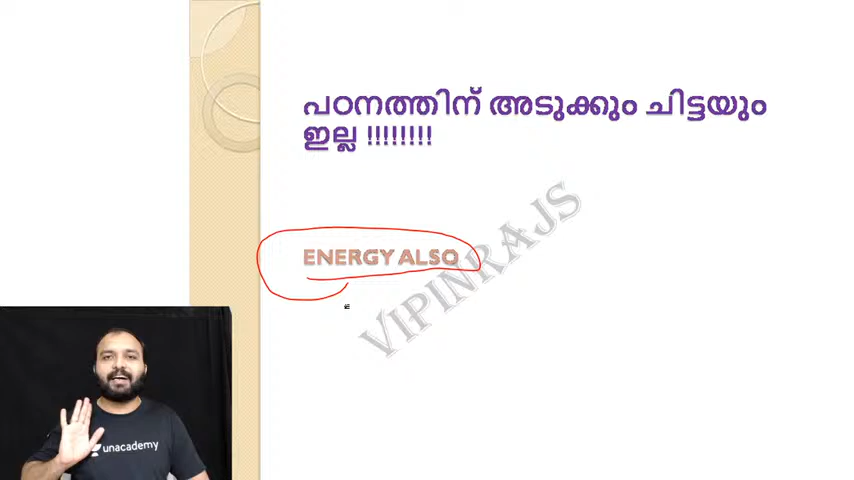 പഠനത്തിന് അടുക്കും ചിട്ടയും
ഇല്ല !!!!!!!!
ENERGY ALSO
VIPINRAJS
unacademy